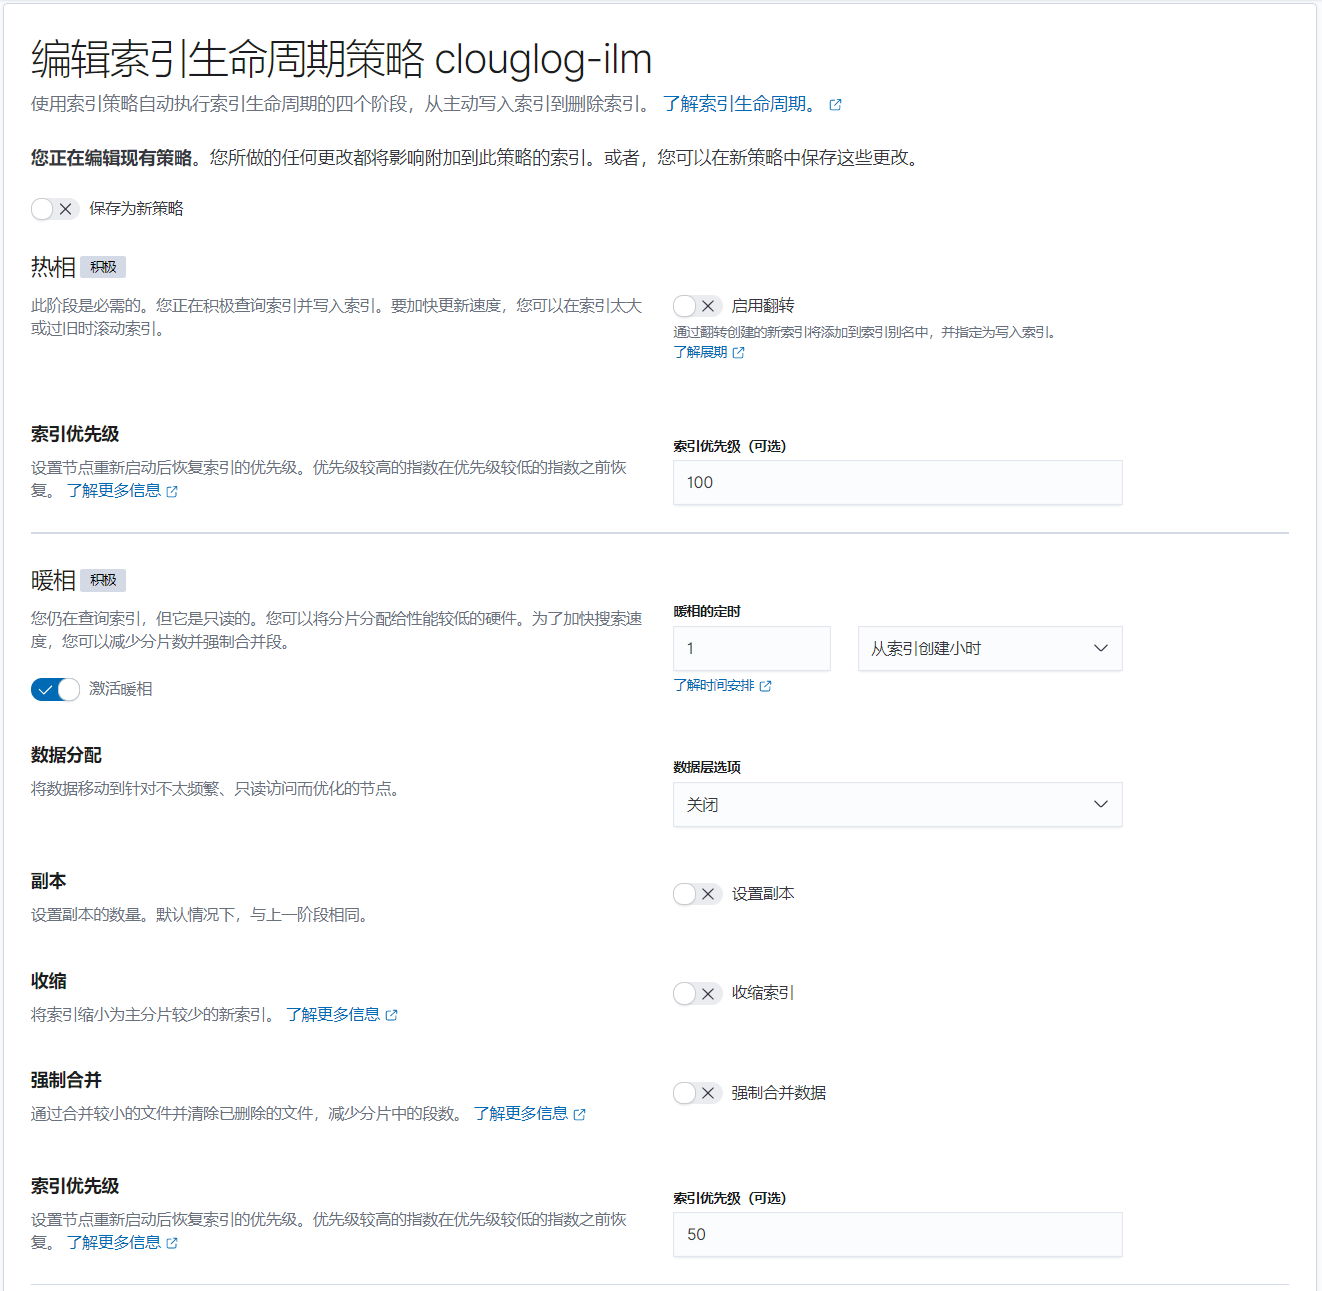 编辑索引生命周期策略 clouglog-ilm
使用索引策略自动执行索引生命周期的四个阶段，从主动写入索引到删除索引。 了解索引生命周期。
您正在编辑现有策略。您所做的任何更改都将影响附加到此策略的索引。或者，您可以在新策略中保存这些更改。
保存为新策略
热相 积极
此阶段是必需的。您正在积极查询索引并写入索引。要加快更新速度，您可以在索引太大
或过旧时滚动索引。
启用翻转
通过翻转创建的新索引将添加到索引别名中，并指定为写入索引。
了解展期
索引优先级
设置节点重新启动后恢复索引的优先级。优先级较高的指数在优先级较低的指数之前恢
复。 了解更多信息
索引优先级（可选）
100
暖相 积极
您仍在查询索引，但它是只读的。您可以将分片分配给性能较低的硬件。为了加快搜索速
度，您可以减少分片数并强制合并段。
激活暖相
暖相的定时
1
从索引创建小时
了解时间安排
数据分配
将数据移动到针对不太频繁、只读访问而优化的节点。
数据层选项
关闭
副本
设置副本的数量。默认情况下，与上一阶段相同。
设置副本
收缩
将索引缩小为主分片较少的新索引。 了解更多信息
收缩索引
强制合并
通过合并较小的文件并清除已删除的文件，减少分片中的段数。 了解更多信息
强制合并数据
索引优先级
设置节点重新启动后恢复索引的优先级。优先级较高的指数在优先级较低的指数之前恢
复。 了解更多信息
索引优先级（可选）
50